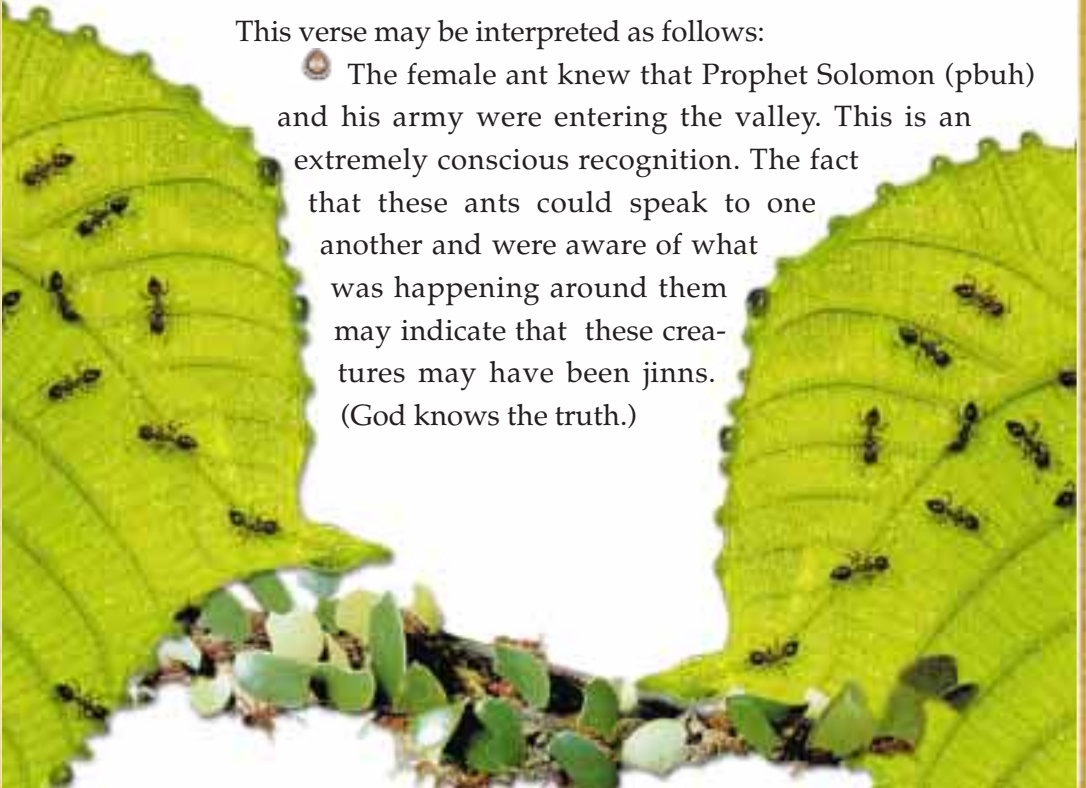 This verse may be interpreted as follows:
The female ant knew that Prophet Solomon (pbuh)
and his army were entering the valley. This is an
extremely conscious recognition. The fact
that these ants could speak to one
another and were aware of what
was happening around them
may indicate that these crea-
tures may have been jinns.
(God knows the truth.)